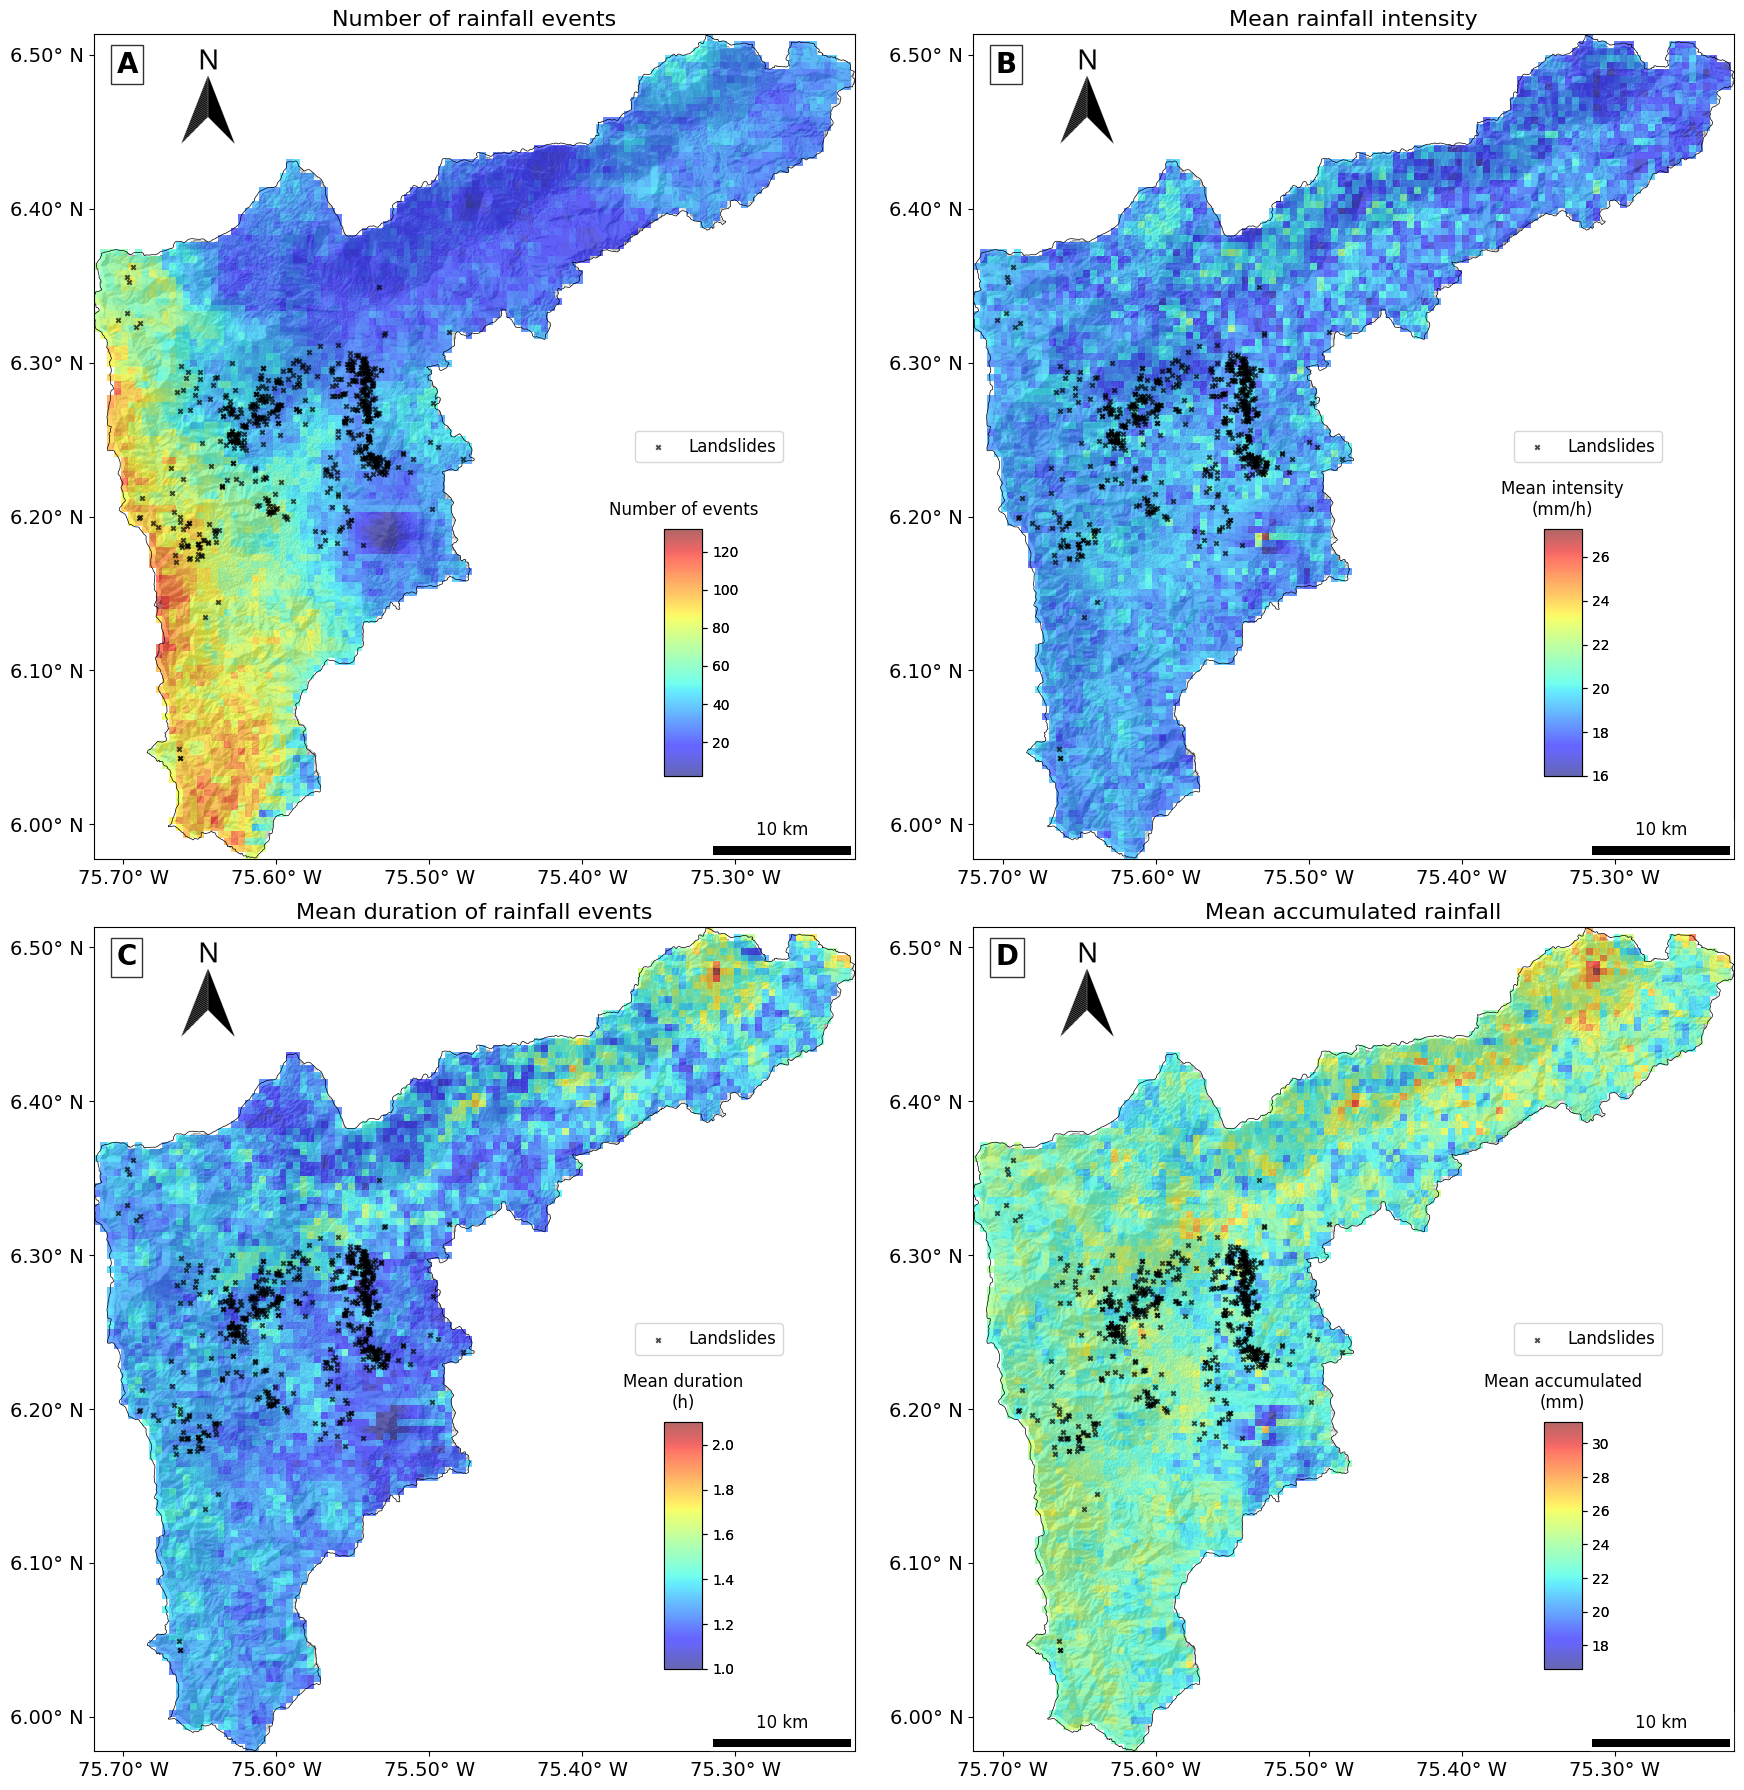 Number of rainfall events
A
N
6.50° N
6.40° N
6.30° N
6.20° N
6.10° N
6.00° N
Landslides
Number of events
120
100
80
60
40
20
10 km
75.70° W 75.60° W 75.50° W 75.40° W 75.30° W
Mean rainfall intensity
B
N
6.50° N
6.40° N
6.30° N
6.20° N
6.10° N
6.00° N
Landslides
Mean intensity
(mm/h)
26
24
22
20
18
16
10 km
75.70° W 75.60° W 75.50° W 75.40° W 75.30° W
Mean duration of rainfall events
C
N
6.50° N
6.40° N
6.30° N
6.20° N
6.10° N
6.00° N
Landslides
Mean duration
(h)
2.0
1.8
1.6
1.4
1.2
1.0
10 km
75.70° W 75.60° W 75.50° W 75.40° W 75.30° W
Mean accumulated rainfall
D
N
6.50° N
6.40° N
6.30° N
6.20° N
6.10° N
6.00° N
Landslides
Mean accumulated
(mm)
30
28
26
24
22
20
18
10 km
75.70° W 75.60° W 75.50° W 75.40° W 75.30° W